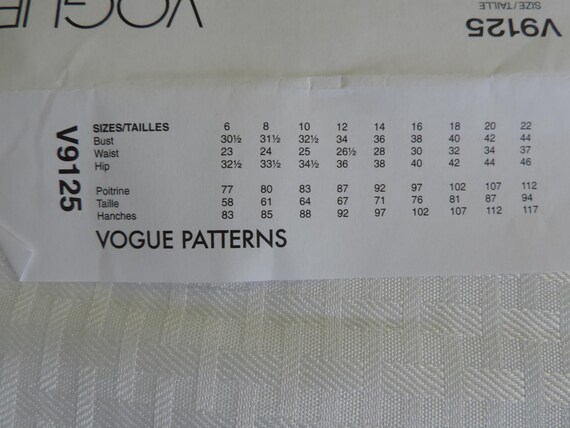 VOGUE
V9125
SIZE/TAILLE
V9125
SIZES/TAILLES 6 8 10 12 14 16 18 20 22
Bust 30½ 31½ 32½ 34 36 38 40 42 44
Waist 23 24 25 26½ 28 30 32 34 37
Hip 32½ 33½ 34½ 36 38 40 42 44 46
Poitrine 77 80 83 87 92 97 102 107 112
Taille 58 61 64 67 71 76 81 87 94
Hanches 83 85 88 92 97 102 107 112 117
VOGUE PATTERNS